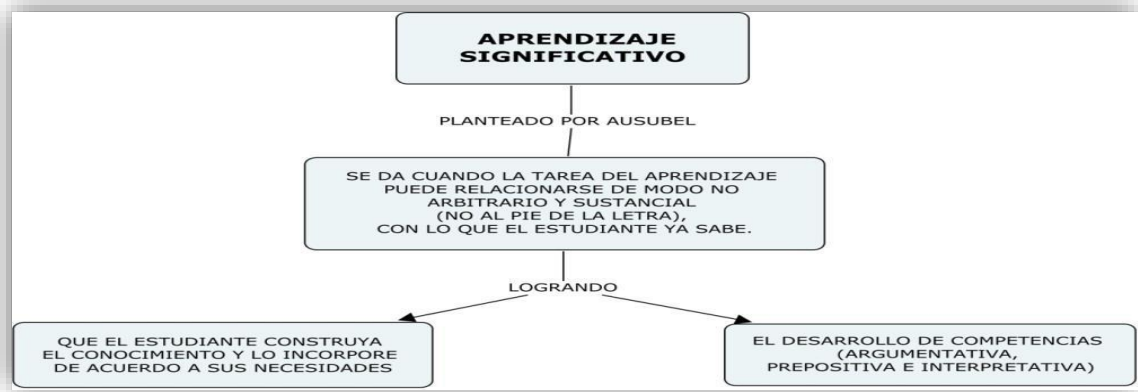 APRENDIZAJE
SIGNIFICATIVO
PLANTEADO POR AUSUBEL
SE DA CUANDO LA TAREA DEL APRENDIZAJE
PUEDE RELACIONARSE DE MODO NO
ARBITRARIO Y SUSTANCIAL
(NO AL PIE DE LA LETRA),
CON LO QUE EL ESTUDIANTE YA SABE.
LOGRANDO
QUE EL ESTUDIANTE CONSTRUYA
EL CONOCIMIENTO Y LO INCORPORE
DE ACUERDO A SUS NECESIDADES
EL DESARROLLO DE COMPETENCIAS
(ARGUMENTATIVA,
PREPOSITIVA E INTERPRETATIVA)